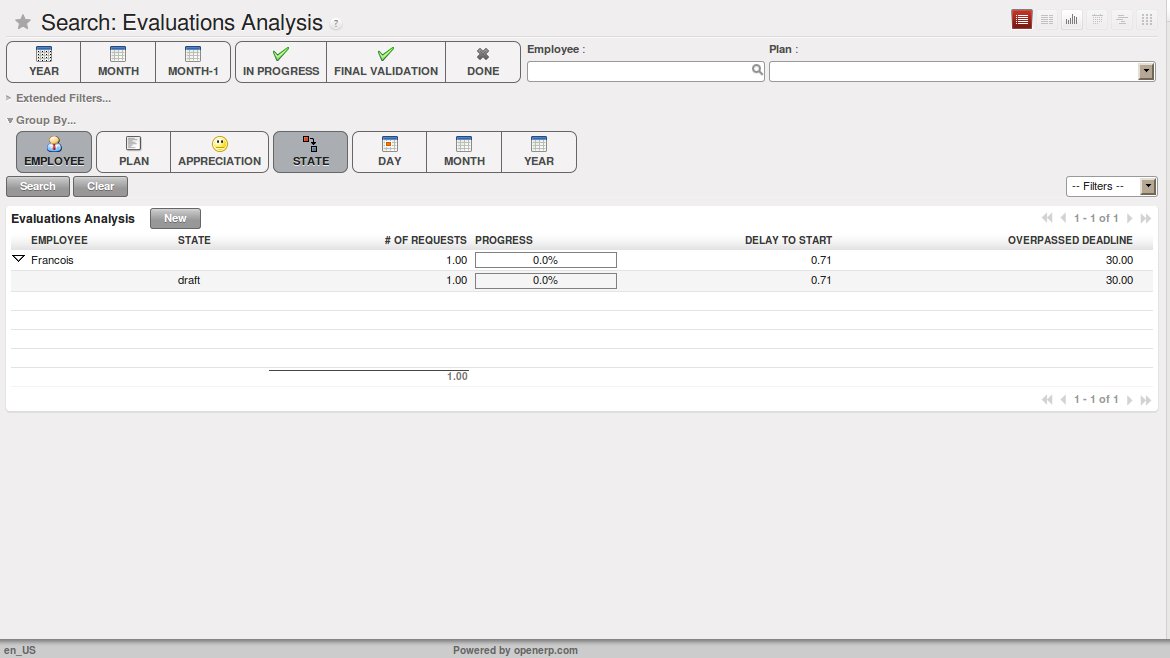 Search: Evaluations Analysis ?
YEAR MONTH MONTH-1 IN PROGRESS FINAL VALIDATION DONE
Employee : Plan :
Extended Filters...
Group By...
EMPLOYEE PLAN APPRECIATION STATE DAY MONTH YEAR
Search Clear -- Filters --
Evaluations Analysis New 1 - 1 of 1
EMPLOYEE STATE # OF REQUESTS PROGRESS DELAY TO START OVERPASSED DEADLINE
Francois 1.00 0.0% 0.71 30.00
draft 1.00 0.0% 0.71 30.00
1.00
1 - 1 of 1
en_US Powered by openerp.com